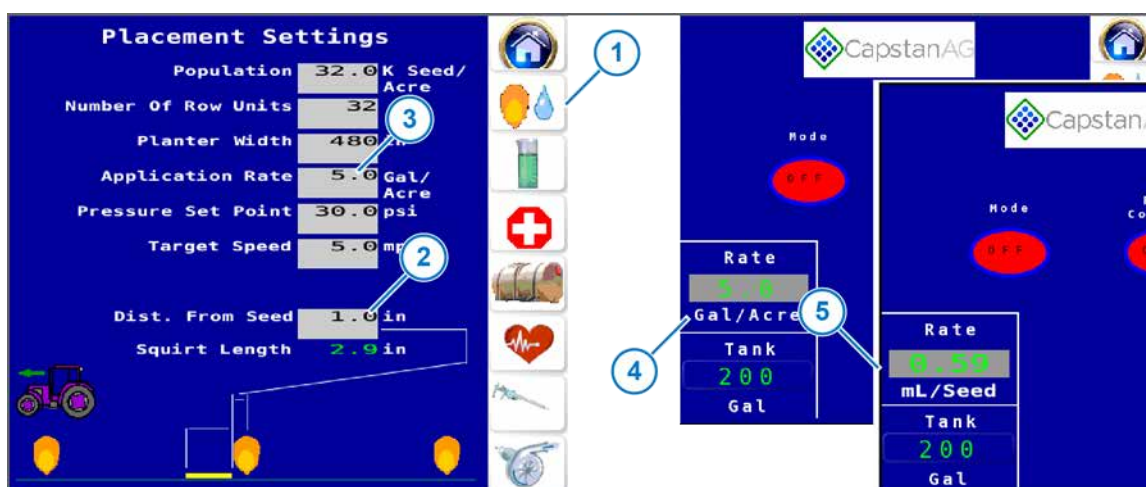 Placement Settings
Population 32.0 K Seed/
Acre
Number Of Row Units 32
Planter Width 480
Application Rate 5.0 Gal/
Acre
Pressure Set Point 30.0 psi
Target Speed 5.0
Dist. From Seed 1.0 in
Squirt Length 2.9 in
1
3
2
CapstanAG
Mode
OFF
Rate
5.0
Gal/Acre
Tank
200
Gal
4
5
Capstan
Mode
OFF
Rate
0.59
mL/Seed
Tank
200
Gal